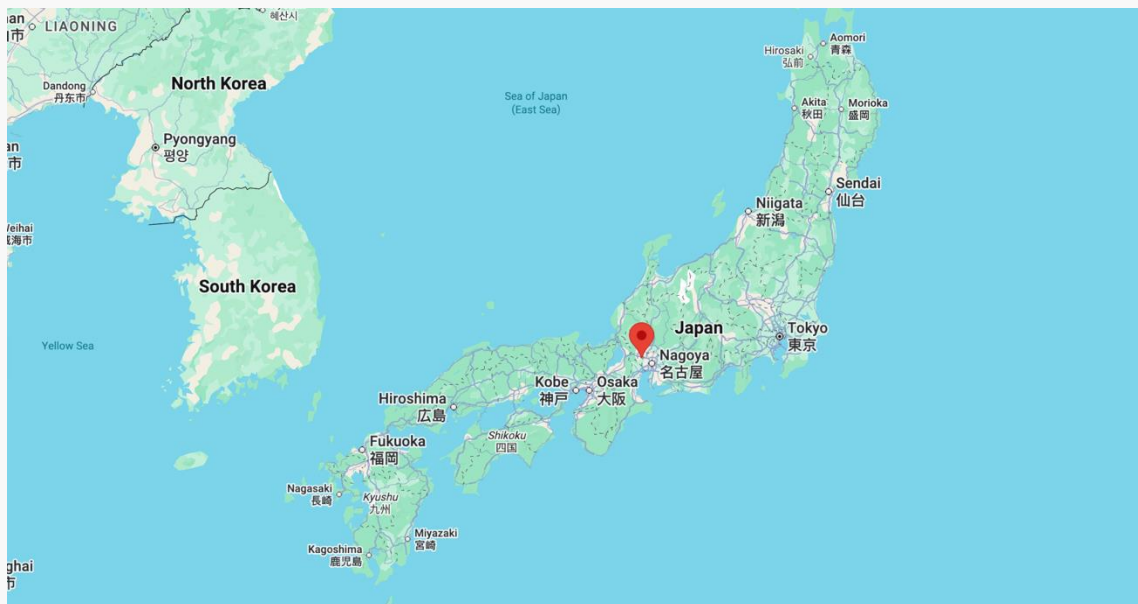 LIAONING
혜산시
Dandong
丹东市
North Korea
Pyongyang
평양
Sea of Japan
(East Sea)
Aomori
青森
Hirosaki
弘前
Akita
秋田
Morioka
盛岡
Sendai
仙台
Niigata
新潟
South Korea
Yellow Sea
Japan
Tokyo
東京
Nagoya
名古屋
Kobe
神戸
Osaka
大阪
Hiroshima
広島
Shikoku
四国
Fukuoka
福岡
Nagasaki
長崎
Kyushu
九州
Miyazaki
宮崎
Kagoshima
鹿児島